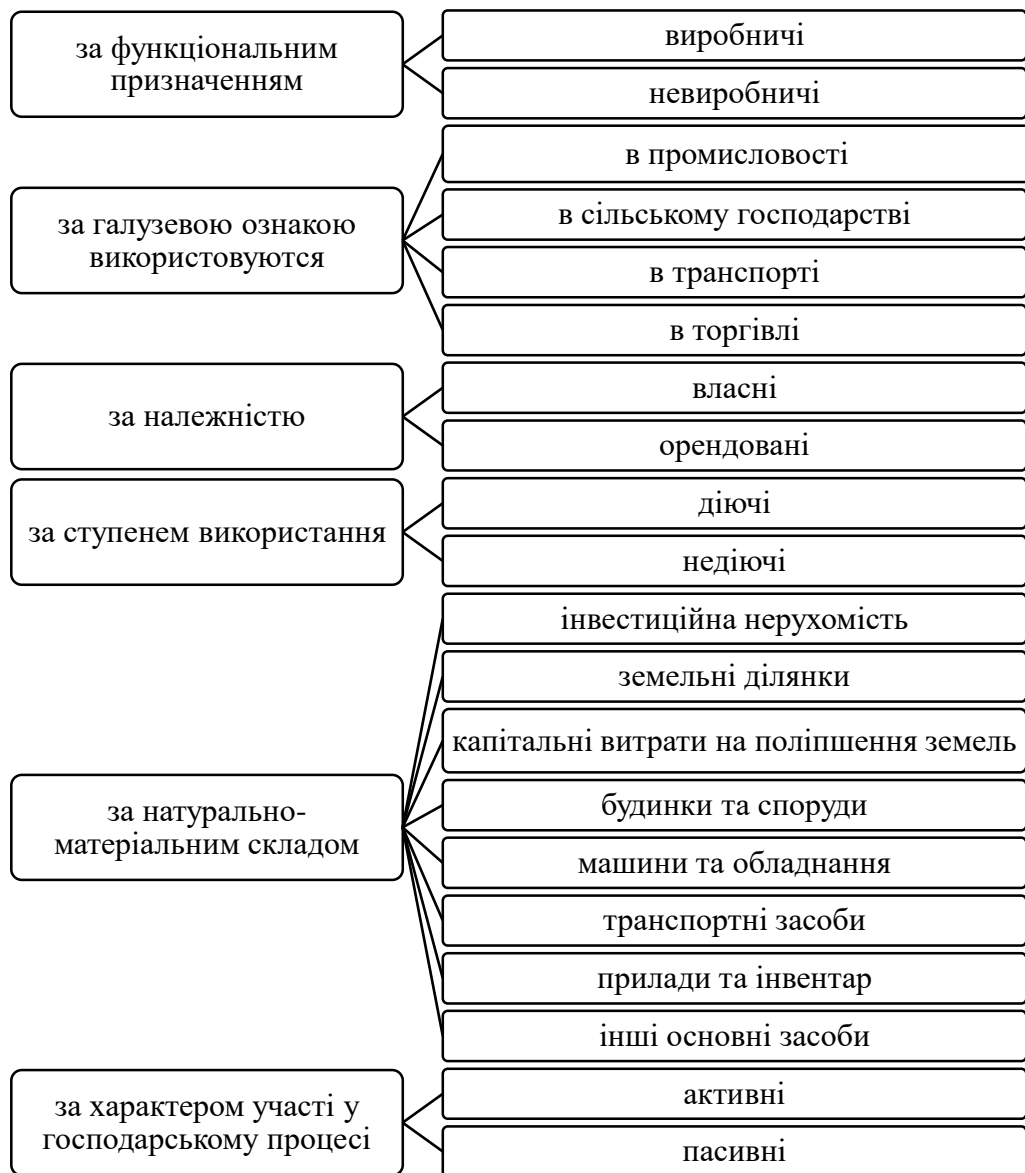 за функціональним
призначенням
виробничі
невиробничі
за галузевою ознакою
використовуются
в промисловості
в сільському господарстві
в транспорті
в торгівлі
за належністю
власні
орендовані
за ступенем використання
діючі
недіючі
за натурально-
матеріальним складом
інвестиційна нерухомість
земельні ділянки
капітальні витрати на поліпшення земель
будинки та споруди
машини та обладнання
транспортні засоби
прилади та інвентар
інші основні засоби
за характером участі у
господарському процесі
активні
пасивні